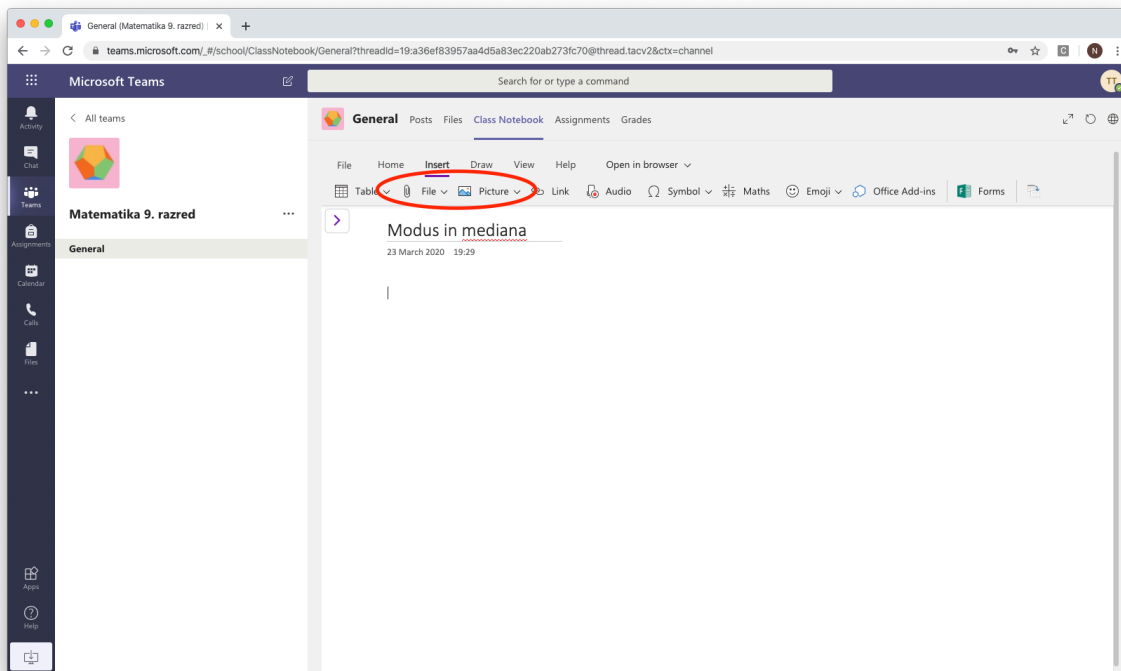 General (Matematika 9. razred) |
teams.microsoft.com/_#/school/ClassNotebook/General?threadId=19:a36ef83957aa4d5a83ec220ab273fc70@thread.tacv2&ctx=channel
C
N
Microsoft Teams
Search for or type a command
TT
Activity
Chat
Teams
Assignments
Calendar
Calls
Files
Apps
Help
All teams
Matematika 9. razred
General
General Posts Files Class Notebook Assignments Grades
File Home Insert Draw View Help Open in browser
Table File Picture Link Audio Symbol Maths Emoji Office Add-ins Forms
Modus in mediana
23 March 2020 19:29